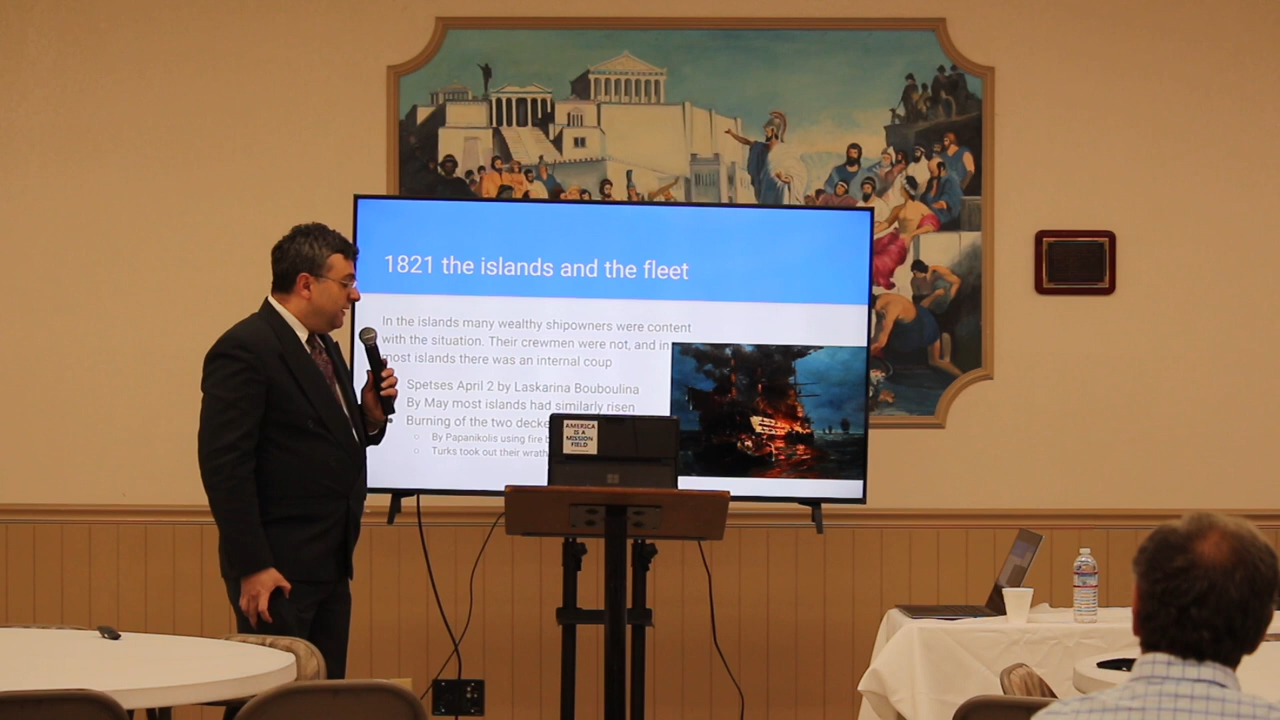 1821 the islands and the fleet
In the islands many wealthy shipowners were content
with the situation. Their crewmen were not, and in
most islands there was an internal coup
Spetses April 2 by Laskarina Bouboulina
By May most islands had similarly risen
Burning of the two decke
By Papanikolis using fire b
Turks took out their wrath
AMERICA
IS A
MISSION
FIELD